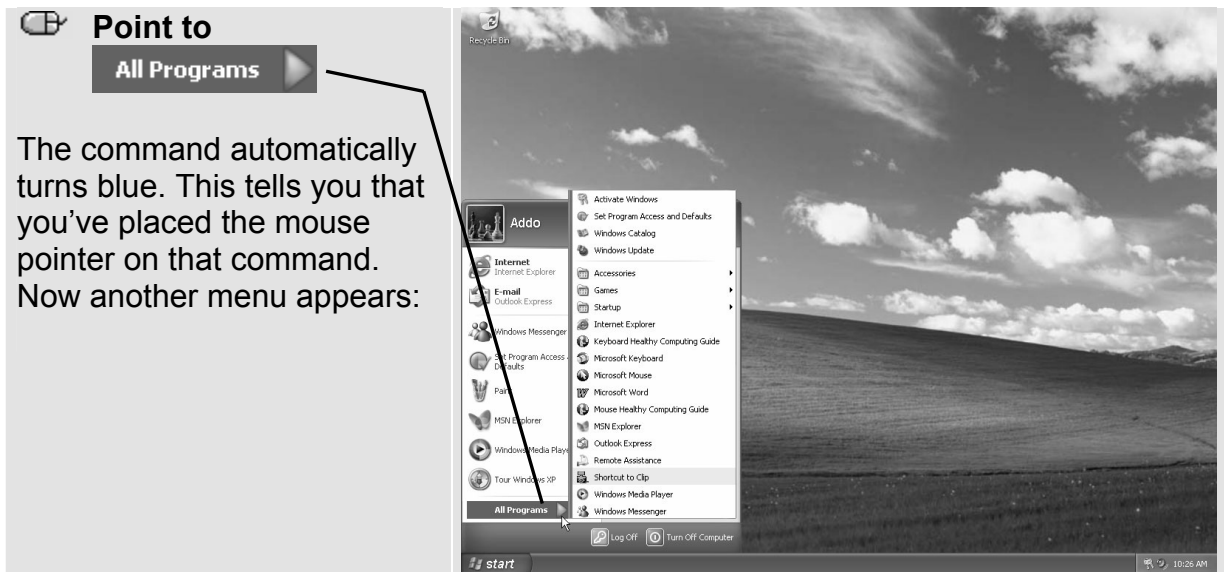 Point to
All Programs
The command automatically
turns blue. This tells you that
you've placed the mouse
pointer on that command.
Now another menu appears:
Recycle Bin
Addo
Internet
Internet Explorer
E-mail
Outlook Express
Windows Messenger
Set Program Access
Defaults
MSN Explorer
Windows Media
Tour Windows XP
All Programs
Activate Windows
Set Program Access and Defaults
Windows Catalog
Windows Update
Accessories
Games
Startup
Internet Explorer
Keyboard Healthy Computing Guide
Microsoft Keyboard
Microsoft Mouse
Microsoft Word
Mouse Healthy Computing Guide
MSN Explorer
Outlook Express
Remote Assistance
Shortcut to Clip
Windows Media Player
Windows Messenger
Log Off
Turn Off Computer
start
10:26 AM